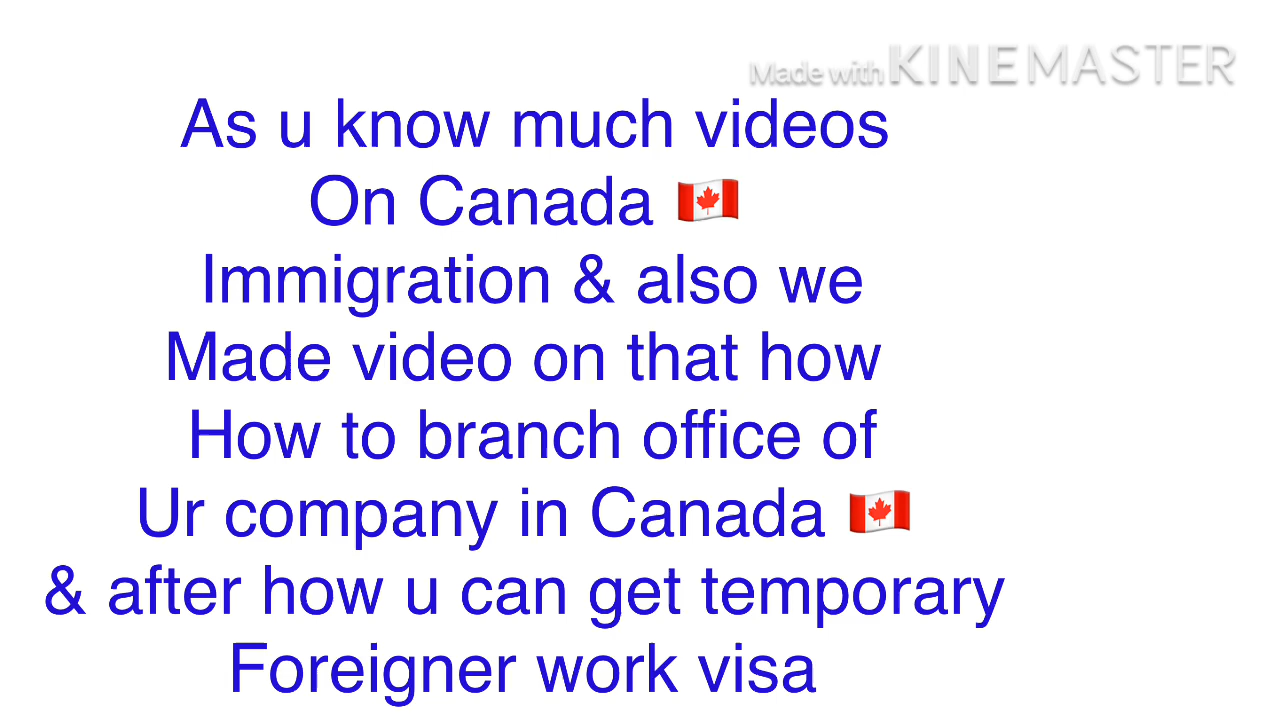 Made with KINEMASTER
As u know much videos
On Canada 🇨🇦
Immigration & also we
Made video on that how
How to branch office of
Ur company in Canada 🇨🇦
& after how u can get temporary
Foreigner work visa